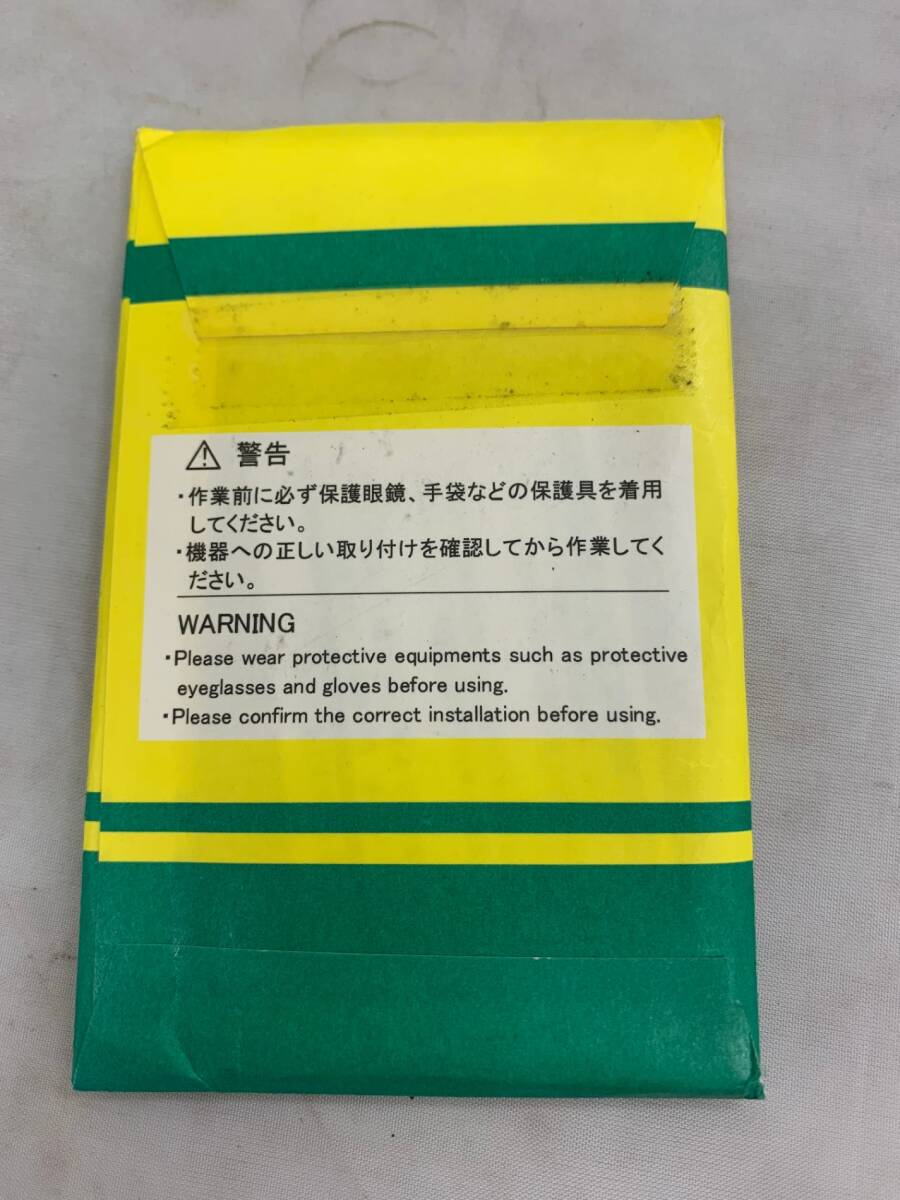 ⚠ 警告
・作業前に必ず保護眼鏡、手袋などの保護具を着用
してください。
・機器への正しい取り付けを確認してから作業してく
ださい。
WARNING
・Please wear protective equipments such as protective
eyeglasses and gloves before using.
・Please confirm the correct installation before using.